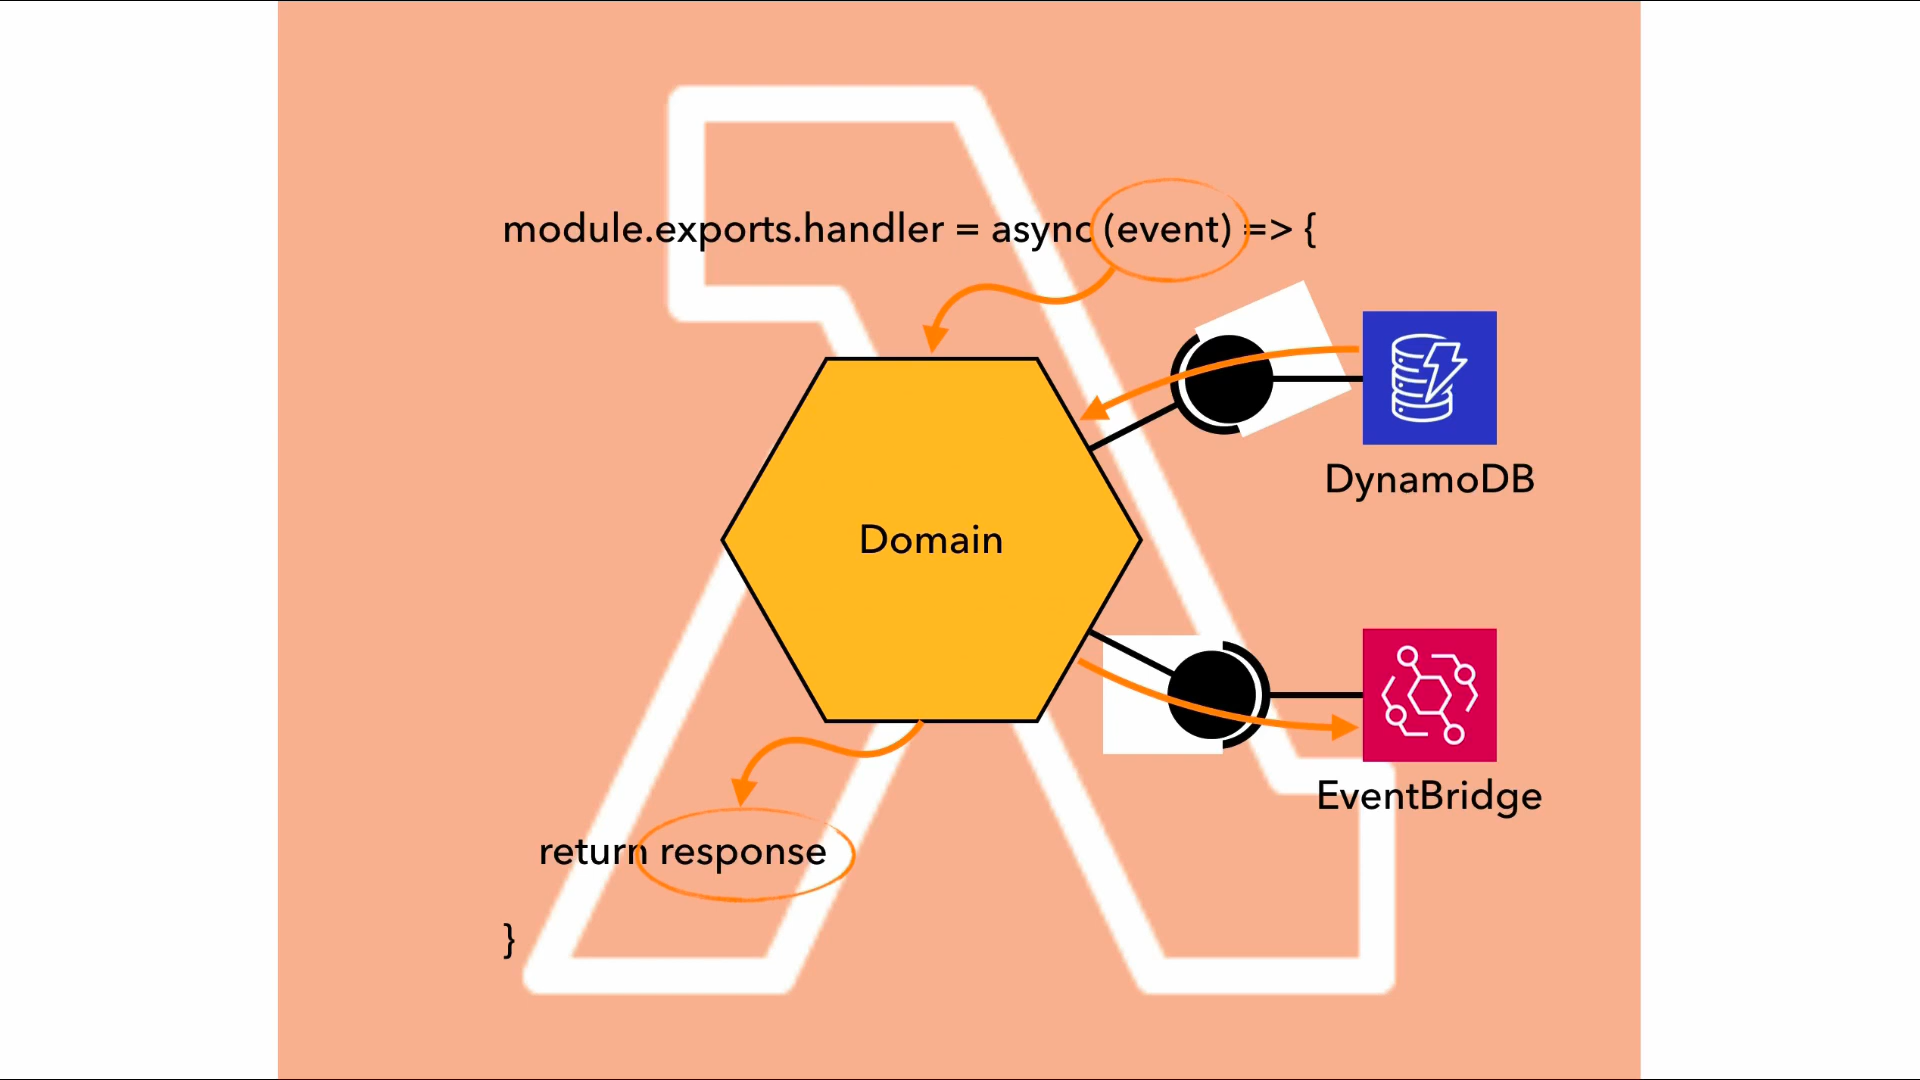 module.exports.handler = async (event) => {
DynamoDB
Domain
EventBridge
return response
}